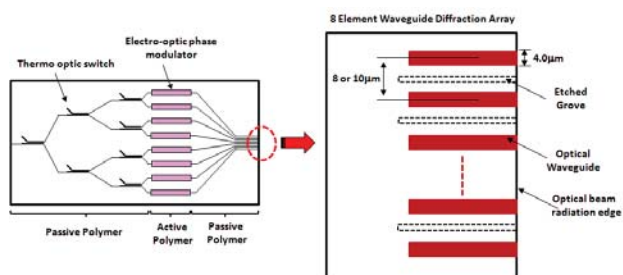 8 Element Waveguide Diffraction Array
Electro-optic phase
modulator
Thermo optic switch
8 or 10μm
4.0μm
Etched
Grove
Optical
Waveguide
Optical beam
radiation edge
Passive Polymer
Active
Polymer
Passive
Polymer